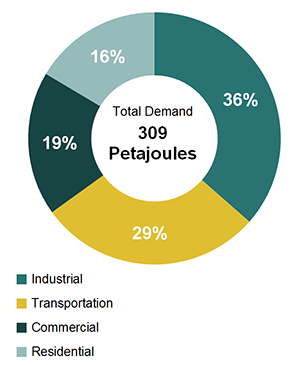 16%
36%
Total Demand
309
Petajoules
19%
29%
Industrial
Transportation
Commercial
Residential